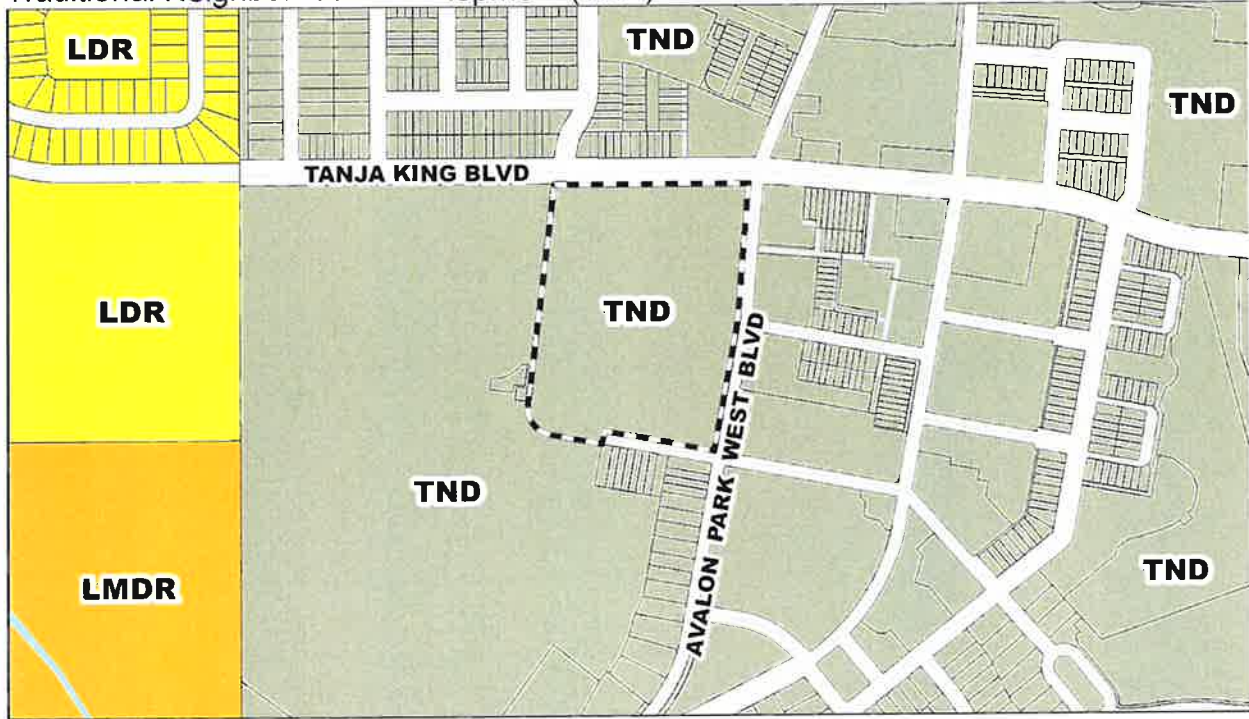 LDR
TND
TND
TANJA KING BLVD
LDR
TND
AVALON PARK WEST BLVD
TND
LMDR
TND